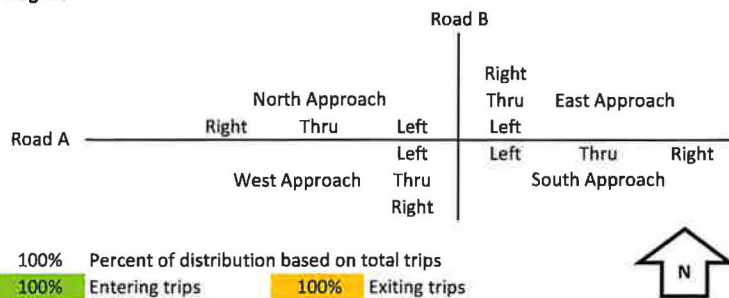 Road B
Right
North Approach Thru East Approach
Right Thru Left Left
Road A
Left Left Thru Right
West Approach Thru South Approach
Right
100% Percent of distribution based on total trips
100% Entering trips 100% Exiting trips
N